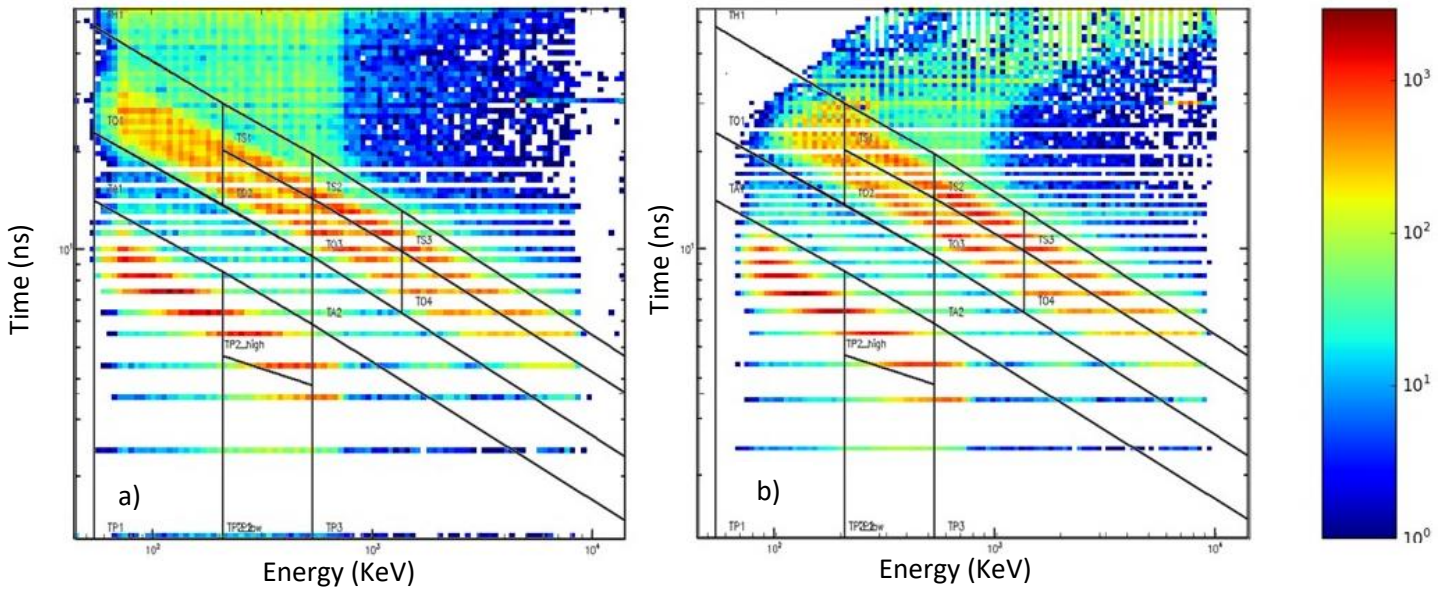 Time (ns)
10¹
TH1
TO1
TA1
TS1
TO2
TS2
TO3
TS3
TO4
TA2
TP2_high
TP1
TP3
a)
10²
10³
10⁴
Energy (KeV)
Time (ns)
10¹
TH1
TO1
TS1
TO2
TS2
TO3
TS3
TO4
TA2
TP2_high
TP1
TP3
b)
10²
10³
10⁴
Energy (KeV)
10³
10²
10¹
10⁰